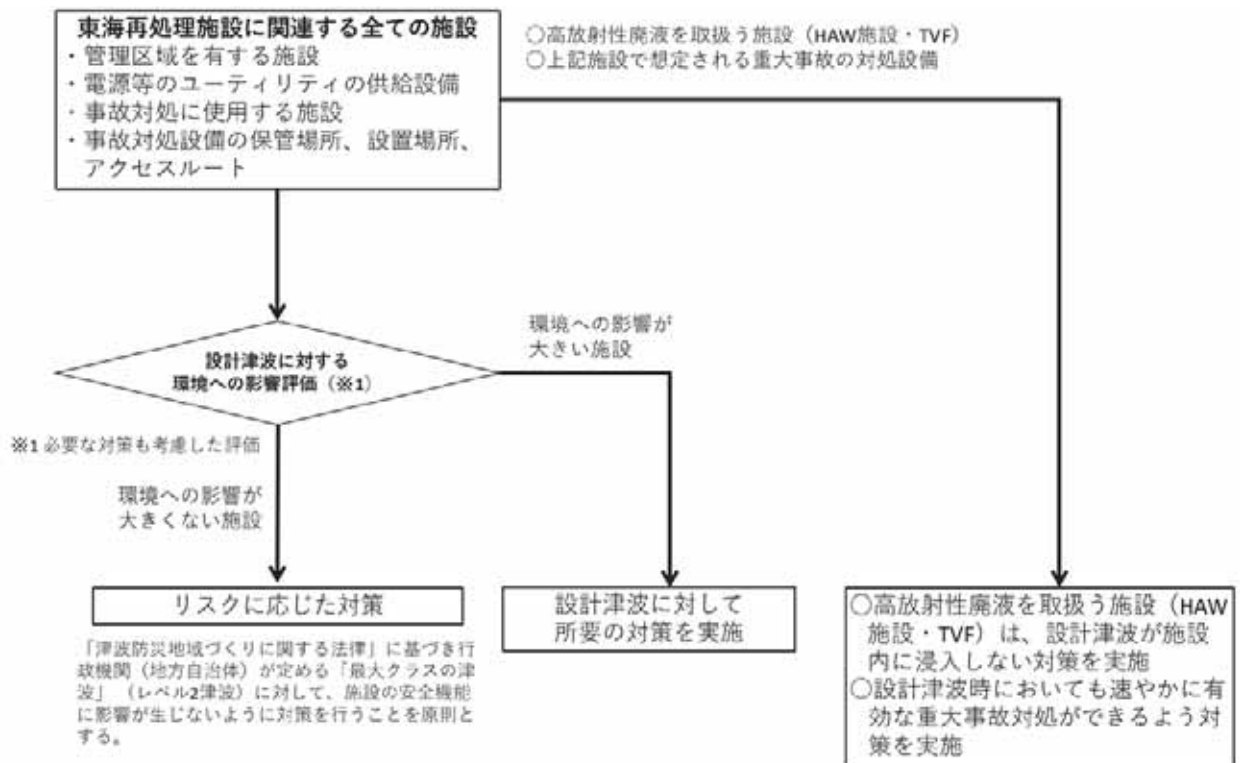 東海再処理施設に関連する全ての施設
・管理区域を有する施設
・電源等のユーティリティの供給設備
・事故対処に使用する施設
・事故対処設備の保管場所、設置場所、
アクセスルート
○高放射性廃液を取扱う施設（HAW施設・TVF）
○上記施設で想定される重大事故の対処設備
設計津波に対する
環境への影響評価（※1）
環境への影響が
大きい施設
※1 必要な対策も考慮した評価
環境への影響が
大きくない施設
リスクに応じた対策
「津波防災地域づくりに関する法律」に基づき行
政機関（地方自治体）が定める「最大クラスの津
波」（レベル2津波）に対して、施設の安全機能
に影響が生じないように対策を行うことを原則と
する。
設計津波に対して
所要の対策を実施
○高放射性廃液を取扱う施設（HAW
施設・TVF）は、設計津波が施設
内に浸入しない対策を実施
○設計津波時においても速やかに有
効な重大事故対処ができるよう対
策を実施